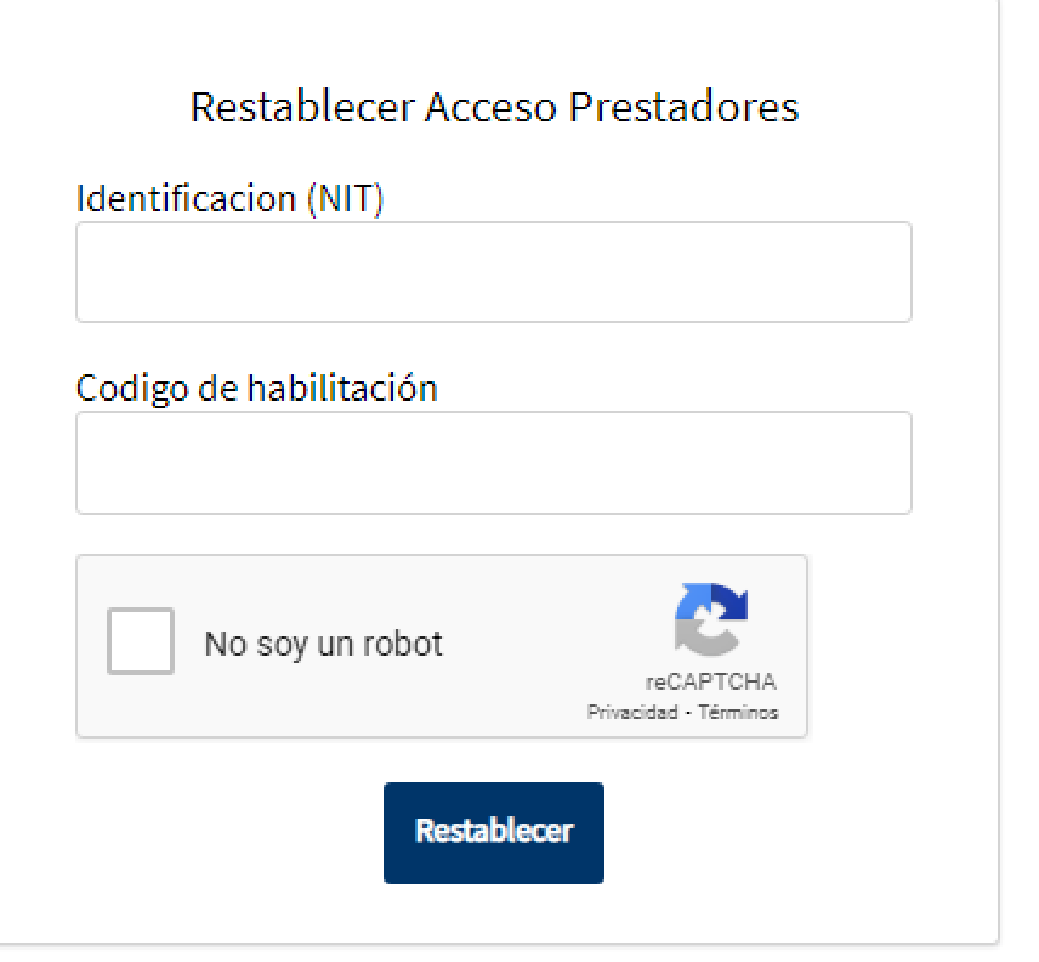 Restablecer Acceso Prestadores
Identificacion (NIT)
Codigo de habilitación
No soy un robot
reCAPTCHA
Privacidad - Términos
Restablecer